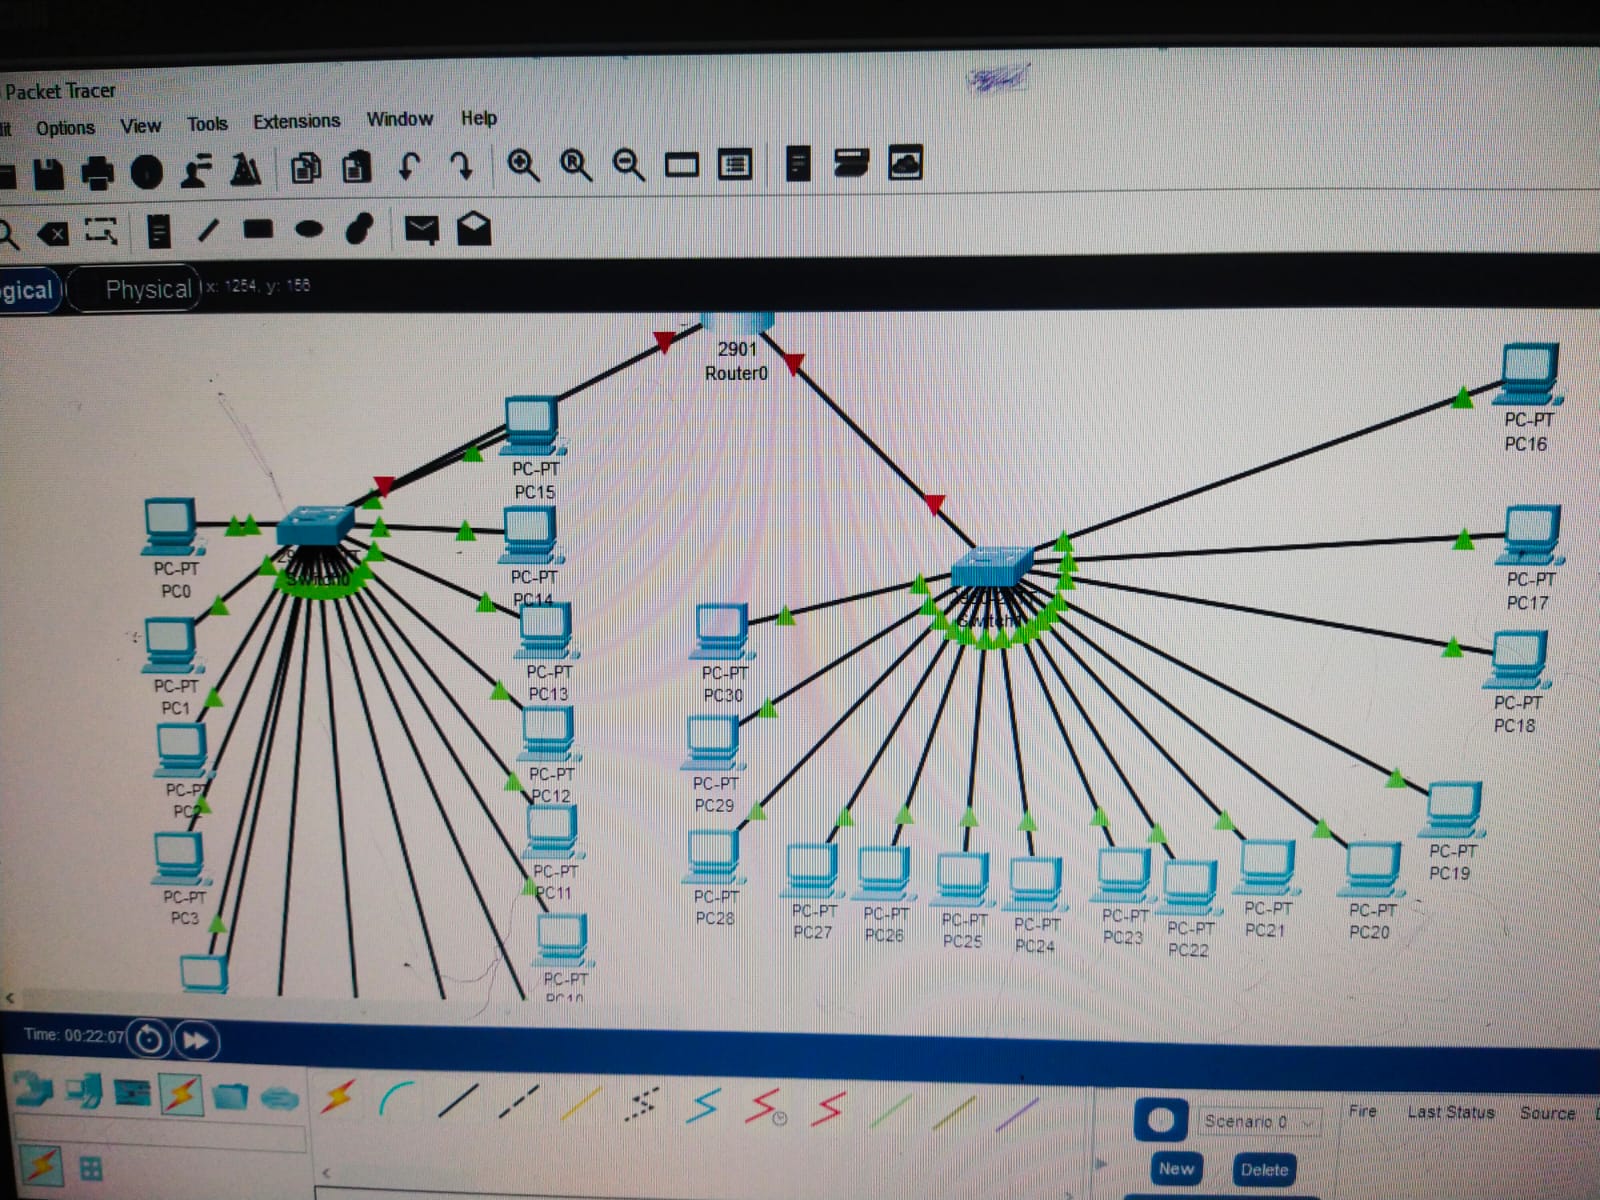 Packet Tracer
Options View Tools Extensions Window Help
Physical x: 1254, y: 156
2901
Router0
PC-PT
PC15
PC-PT
PC14
PC-PT
PC13
PC-PT
PC12
PC-PT
PC11
PC-PT
PC10
PC-PT
PC0
PC-PT
PC1
PC-PT
PC2
PC-PT
PC3
Switch0
PC-PT
PC16
PC-PT
PC17
PC-PT
PC18
PC-PT
PC19
PC-PT
PC20
PC-PT
PC21
PC-PT
PC22
PC-PT
PC23
PC-PT
PC24
PC-PT
PC25
PC-PT
PC26
PC-PT
PC27
PC-PT
PC28
PC-PT
PC29
PC-PT
PC30
Time: 00:22:07
Scenario 0
Fire Last Status Source
New Delete